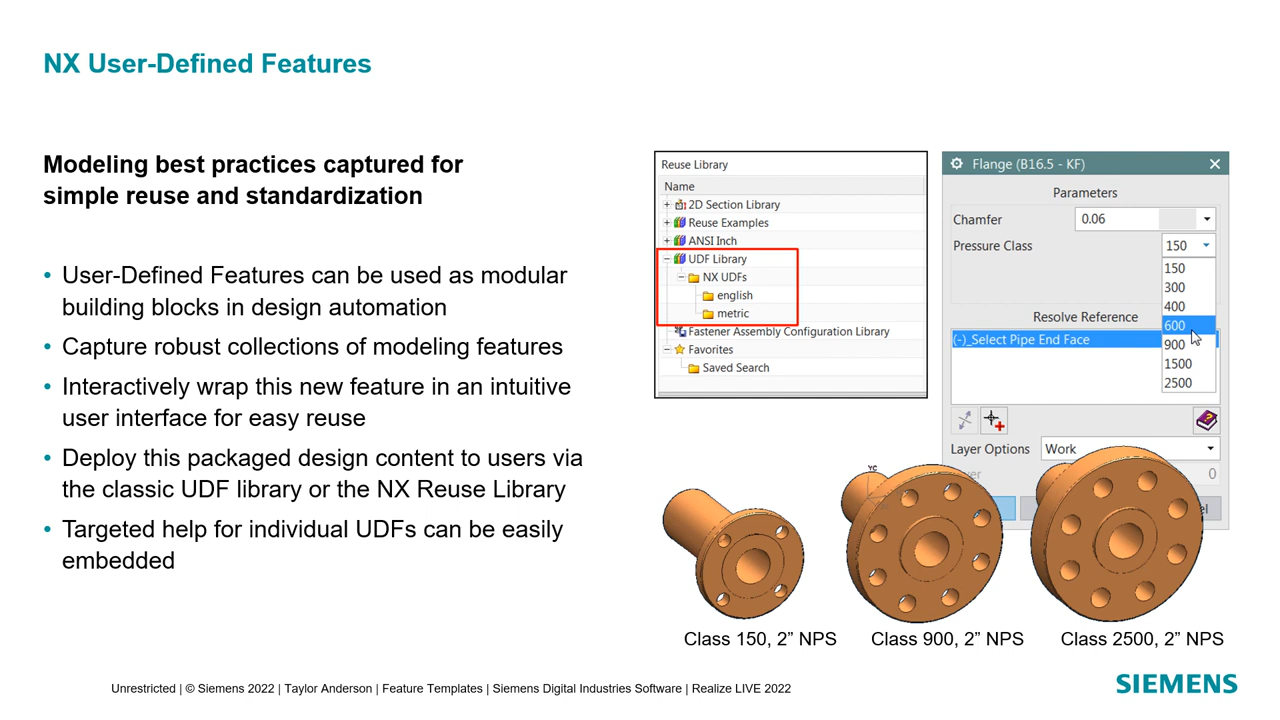 NX User-Defined Features
Modeling best practices captured for
simple reuse and standardization
• User-Defined Features can be used as modular
building blocks in design automation
• Capture robust collections of modeling features
• Interactively wrap this new feature in an intuitive
user interface for easy reuse
• Deploy this packaged design content to users via
the classic UDF library or the NX Reuse Library
• Targeted help for individual UDFs can be easily
embedded
Reuse Library
Name
2D Section Library
Reuse Examples
ANSI Inch
UDF Library
NX UDFs
english
metric
Fastener Assembly Configuration Library
Favorites
Saved Search
Flange (B16.5 - KF)
Parameters
Chamfer 0.06
Pressure Class 150
150
300
400
600
900
1500
2500
Resolve Reference
(-)_Select Pipe End Face
Layer Options Work
0
YC
Class 150, 2” NPS
Class 900, 2” NPS
Class 2500, 2” NPS
Unrestricted | © Siemens 2022 | Taylor Anderson | Feature Templates | Siemens Digital Industries Software | Realize LIVE 2022
SIEMENS